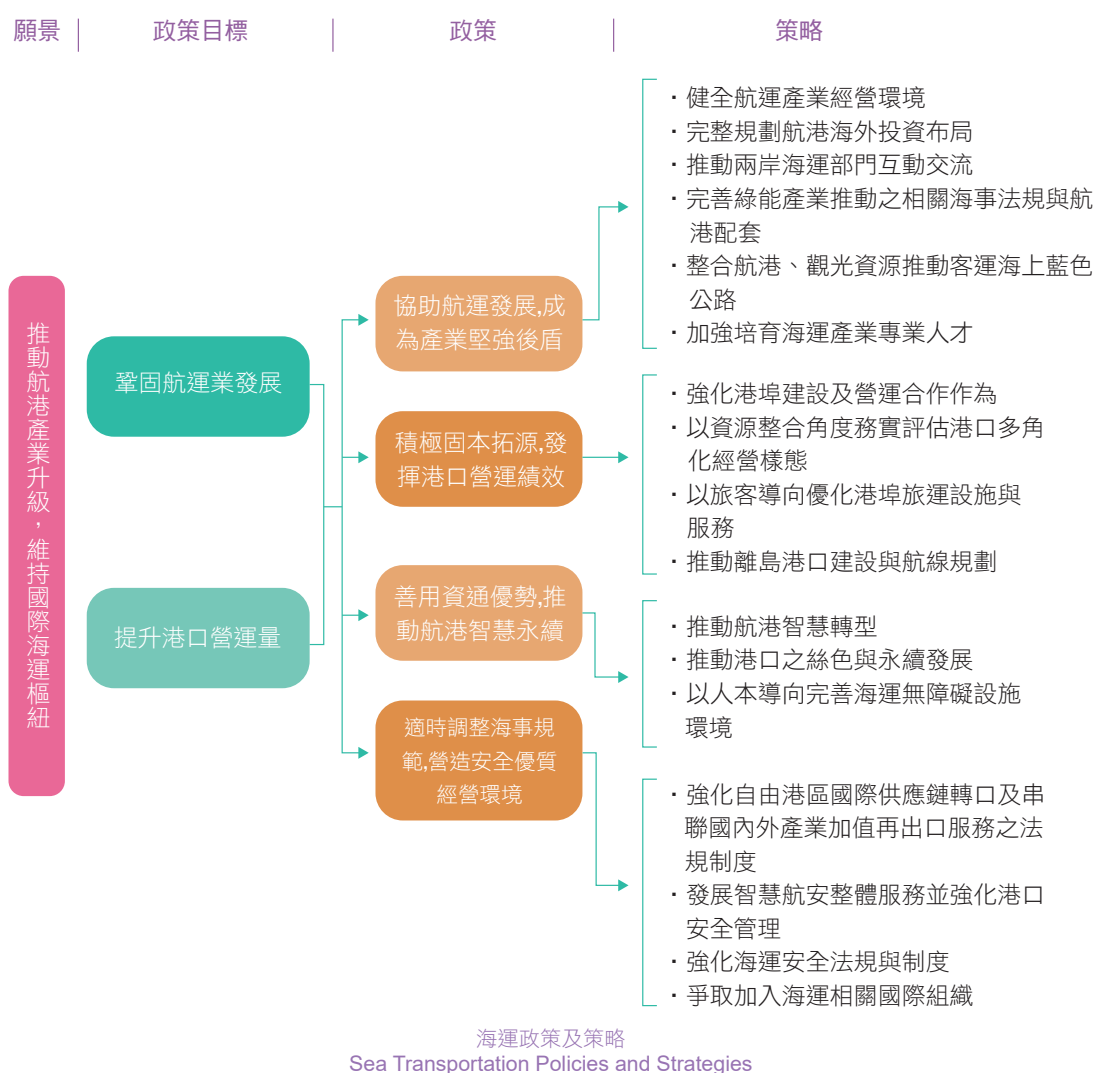 願景
政策目標
政策
策略
推動航港產業升級，維持國際海運樞紐
鞏固航運業發展
提升港口營運量
協助航運發展,成
為產業堅強後盾
積極固本拓源,發
揮港口營運績效
善用資通優勢,推
動航港智慧永續
適時調整海事規
範,營造安全優質
經營環境
・健全航運產業經營環境
・完整規劃航港海外投資布局
・推動兩岸海運部門互動交流
・完善綠能產業推動之相關海事法規與航
港配套
・整合航港、觀光資源推動客運海上藍色
公路
・加強培育海運產業專業人才
・強化港埠建設及營運合作作為
・以資源整合角度務實評估港口多角
化經營樣態
・以旅客導向優化港埠旅運設施與
服務
・推動離島港口建設與航線規劃
・推動航港智慧轉型
・推動港口之絲色與永續發展
・以人本導向完善海運無障礙設施
環境
・強化自由港區國際供應鏈轉口及串
聯國內外產業加值再出口服務之法
規制度
・發展智慧航安整體服務並強化港口
安全管理
・強化海運安全法規與制度
・爭取加入海運相關國際組織
海運政策及策略
Sea Transportation Policies and Strategies